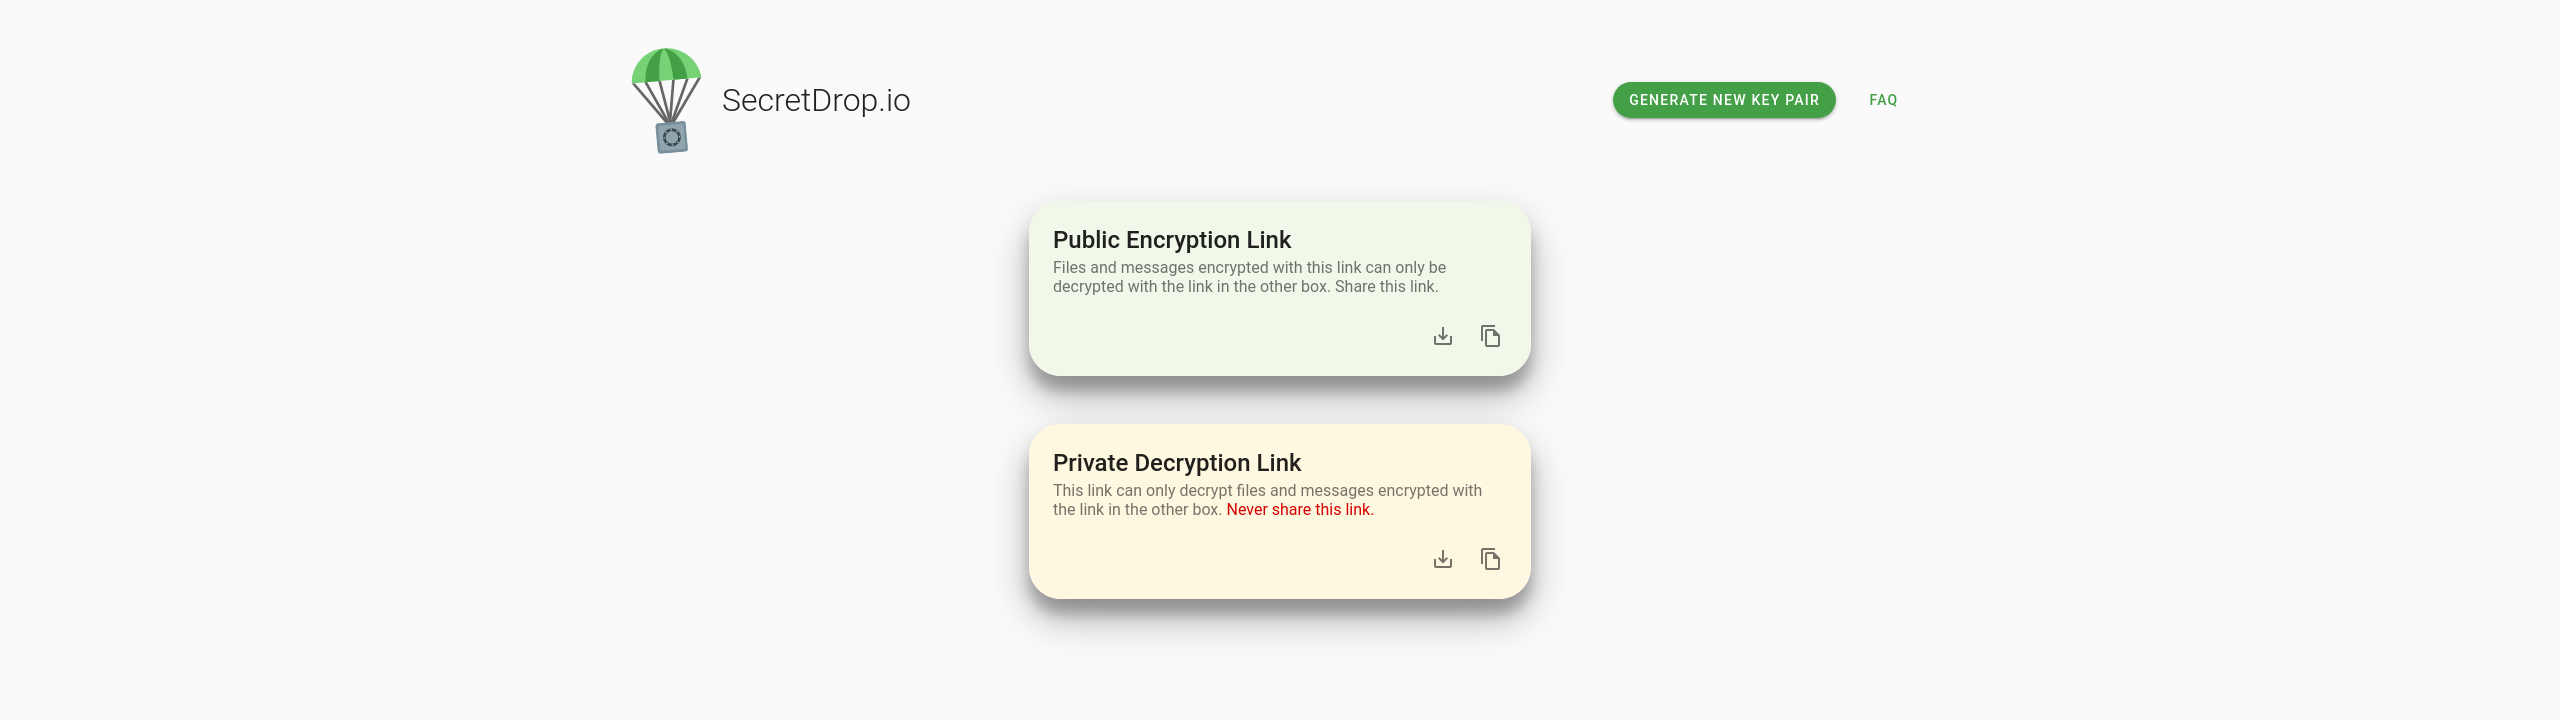 SecretDrop.io
GENERATE NEW KEY PAIR
FAQ
Public Encryption Link
Files and messages encrypted with this link can only be
decrypted with the link in the other box. Share this link.
Private Decryption Link
This link can only decrypt files and messages encrypted with
the link in the other box. Never share this link.